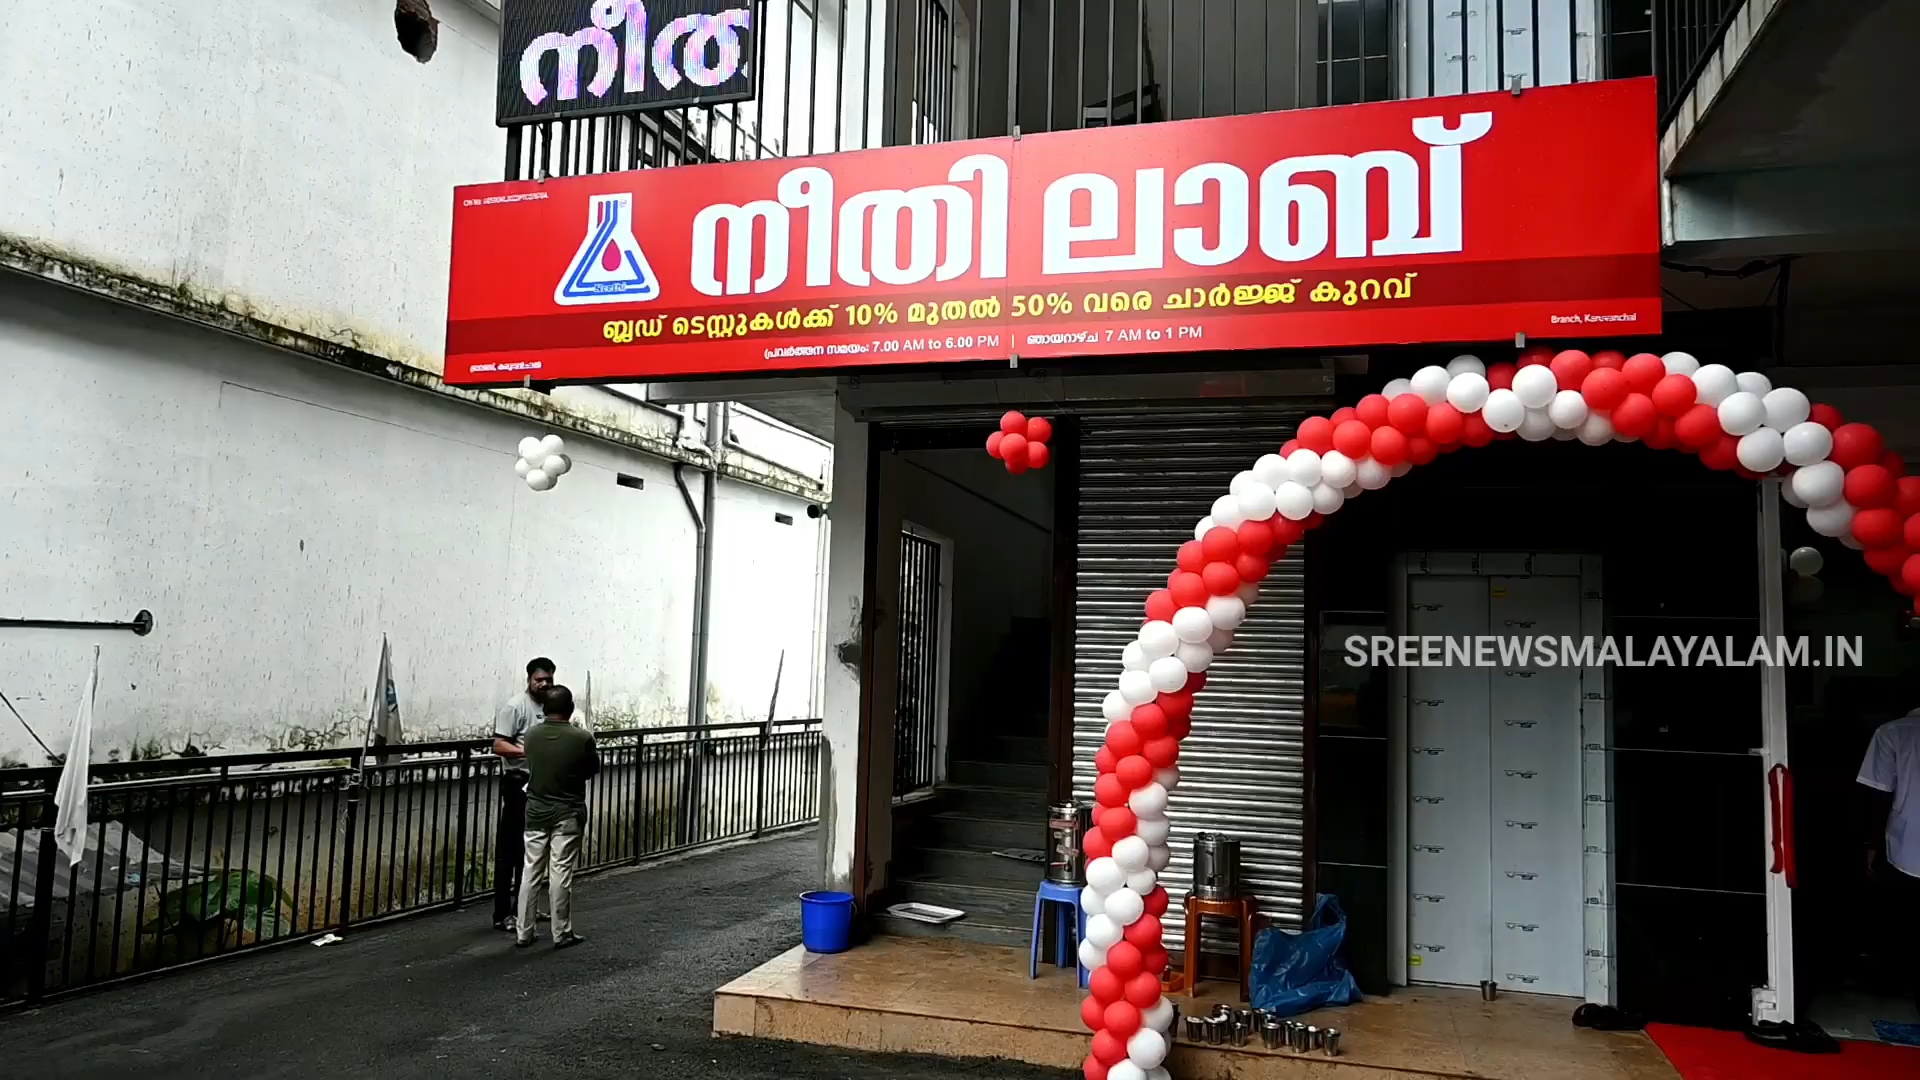 നീത
നീതി ലാബ്
Neethi
ബ്ലഡ് ടെസ്റ്റുകൾക്ക് 10% മുതൽ 50% വരെ ചാർജ്ജ് കുറവ്
പ്രവർത്തന സമയം: 7.00 AM to 6.00 PM | ഞായറാഴ്ച 7 AM to 1 PM
Branch, Karuvanchal
SREENEWSMALAYALAM.IN